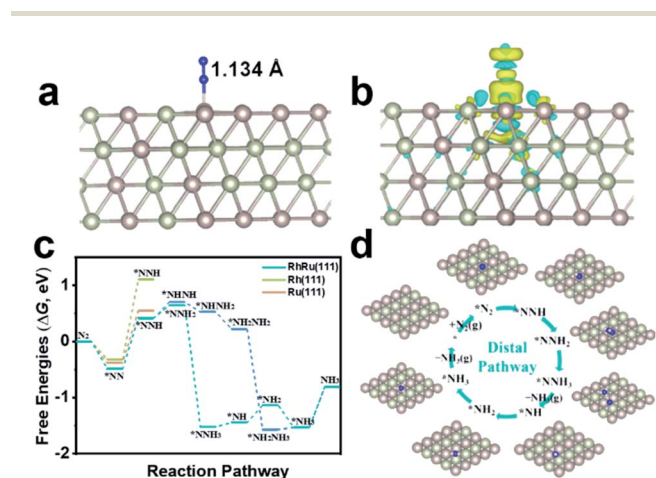 a
1.134 Å
b
c
RhRu(111)
Rh(111)
Ru(111)
Free Energies (ΔG, eV)
1
0
-1
-2
N₂
*NN
*NNH
*NNH
*NHNH
*NNH₂
*NHNH₂
*NH₂NH₂
*NNH₃
*NH
*NH₂
*NH₂NH₃
*NH₃
NH₃
Reaction Pathway
d
*N₂
*NNH
+N₂(g)
*
*NNH₂
Distal
Pathway
−NH₃(g)
*NH₃
*NNH₃
−NH₃(g)
*NH₂
*NH